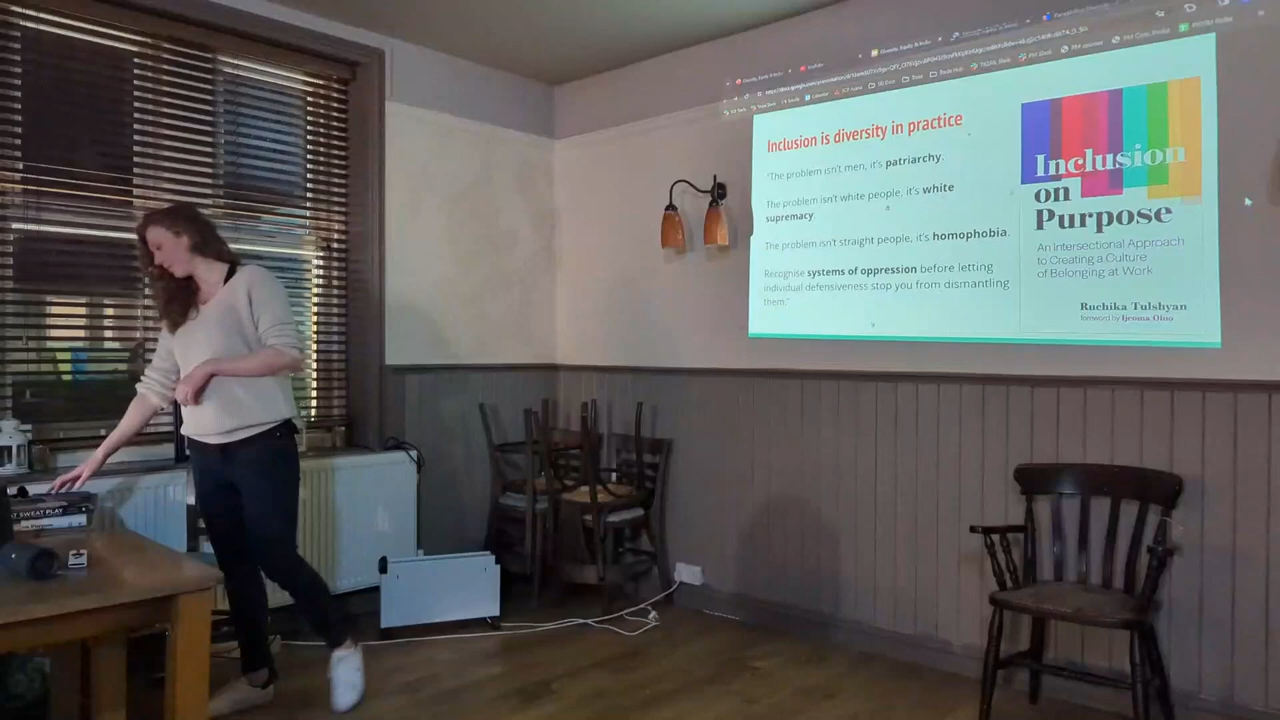 Inclusion is diversity in practice
"The problem isn't men, it's patriarchy.
The problem isn't white people, it's white
supremacy.
The problem isn't straight people, it's homophobia.
Recognise systems of oppression before letting
individual defensiveness stop you from dismantling
them."
Inclusion
on
Purpose
An Intersectional Approach
to Creating a Culture
of Belonging at Work
Ruchika Tulshyan
foreword by Ijeoma Oluo
SWEAT PLAY